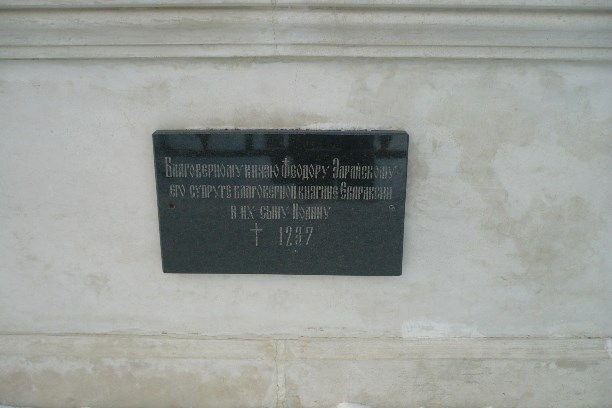 Благоверному князю Феодору Зарайскому
его супруге благоверной княгине Евпраксии
и их сыну Иоанну
† 1237